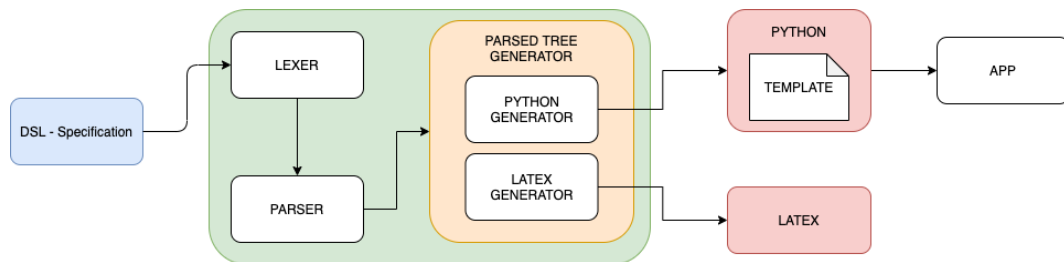 DSL - Specification
LEXER
PARSER
PARSED TREE
GENERATOR
PYTHON
GENERATOR
LATEX
GENERATOR
PYTHON
TEMPLATE
LATEX
APP